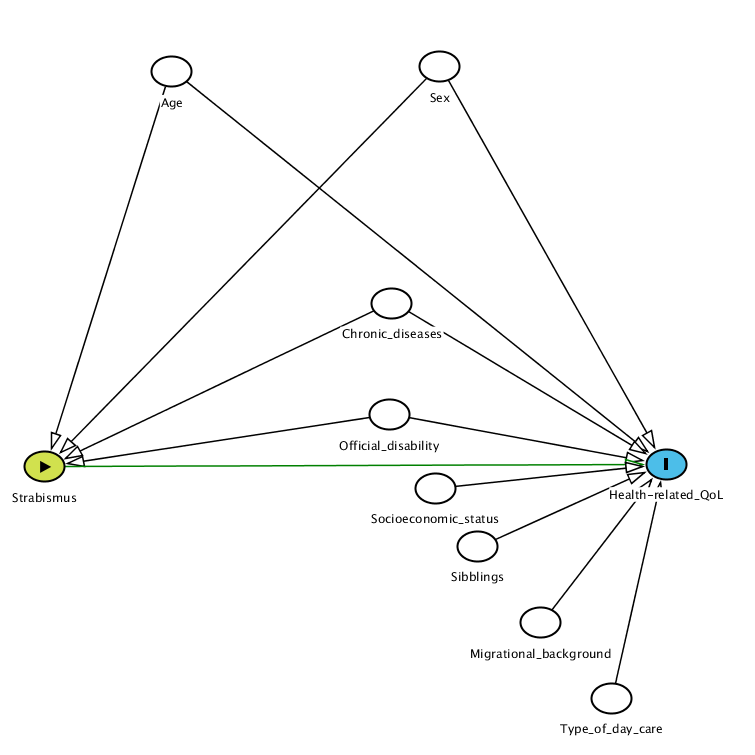 Age
Sex
Chronic_diseases
Official_disability
Strabismus
Health-related_QoL
Socioeconomic_status
Sibblings
Migrational_background
Type_of_day_care